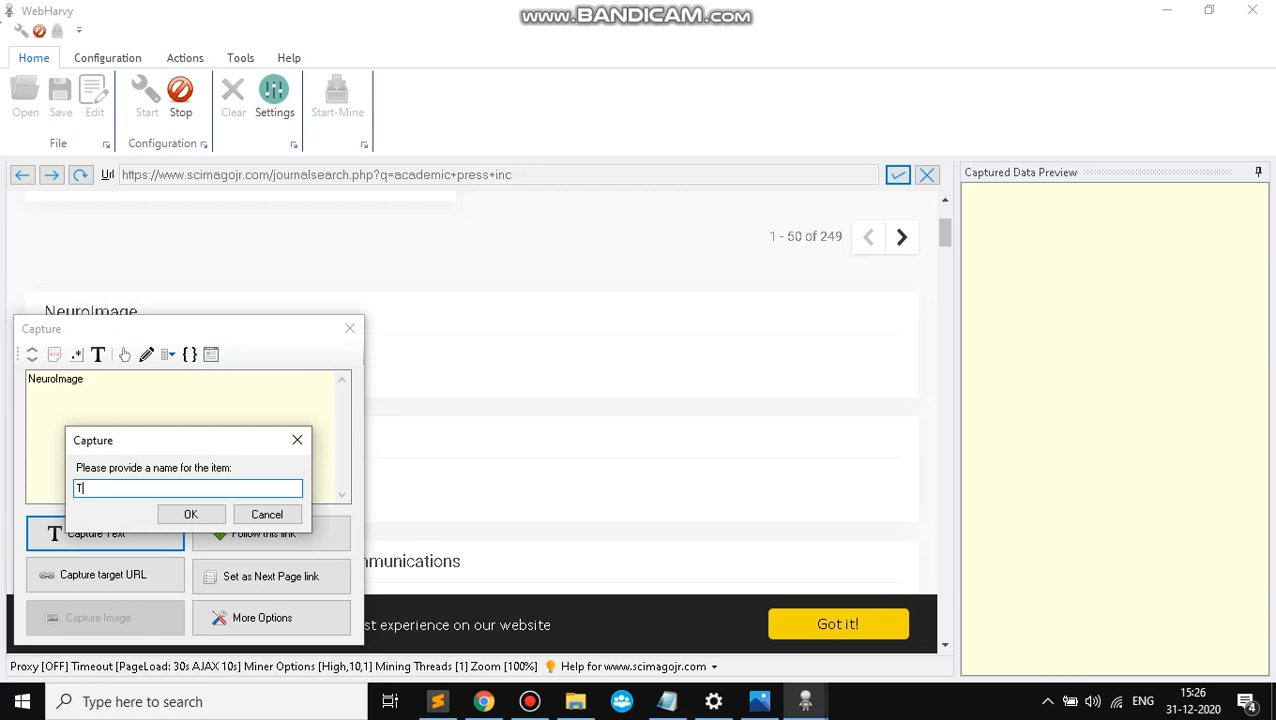 WebHarvy
www.BANDICAM.com
Home Configuration Actions Tools Help
Open Save Edit Start Stop Clear Settings Start-Mine
File Configuration
Url https://www.scimagojr.com/journalsearch.php?q=academic+press+inc
Captured Data Preview
1 - 50 of 249
NeuroImage
Capture
NeuroImage
Capture
Please provide a name for the item:
T
OK Cancel
Capture Text Follow this link
mmunications
Capture target URL Set as Next Page link
Capture Image More Options
st experience on our website Got it!
Proxy [OFF] Timeout [PageLoad: 30s AJAX 10s] Miner Options [High,10,1] Mining Threads [1] Zoom [100%] Help for www.scimagojr.com
Type here to search
ENG
15:26
31-12-2020
4